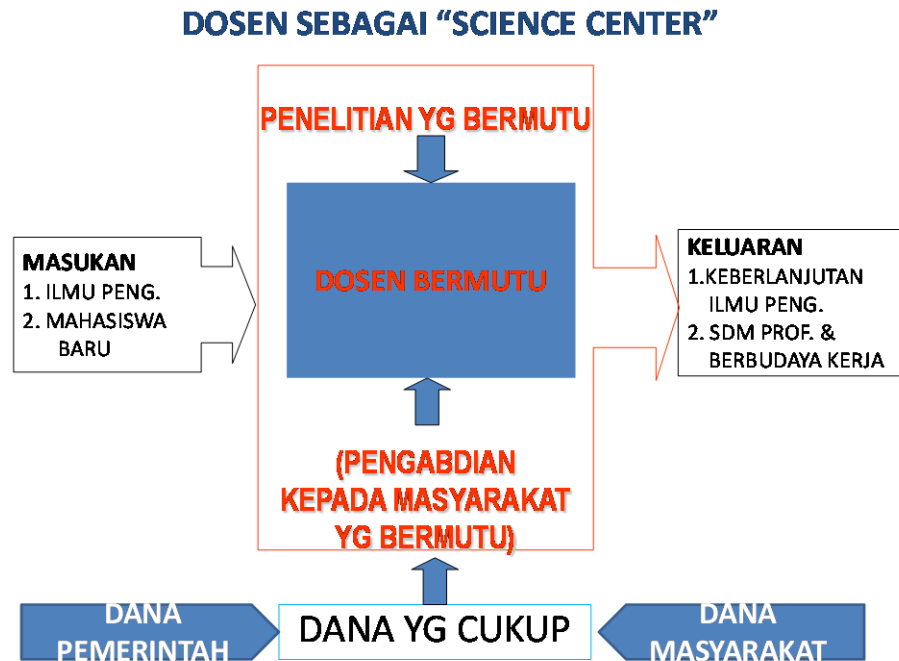 DOSEN SEBAGAI “SCIENCE CENTER”
PENELITIAN YG BERMUTU
MASUKAN
1. ILMU PENG.
2. MAHASISWA
BARU
DOSEN BERMUTU
KELUARAN
1.KEBERLANJUTAN
ILMU PENG.
2. SDM PROF. &
BERBUDAYA KERJA
(PENGABDIAN
KEPADA MASYARAKAT
YG BERMUTU)
DANA
PEMERINTAH
DANA YG CUKUP
DANA
MASYARAKAT